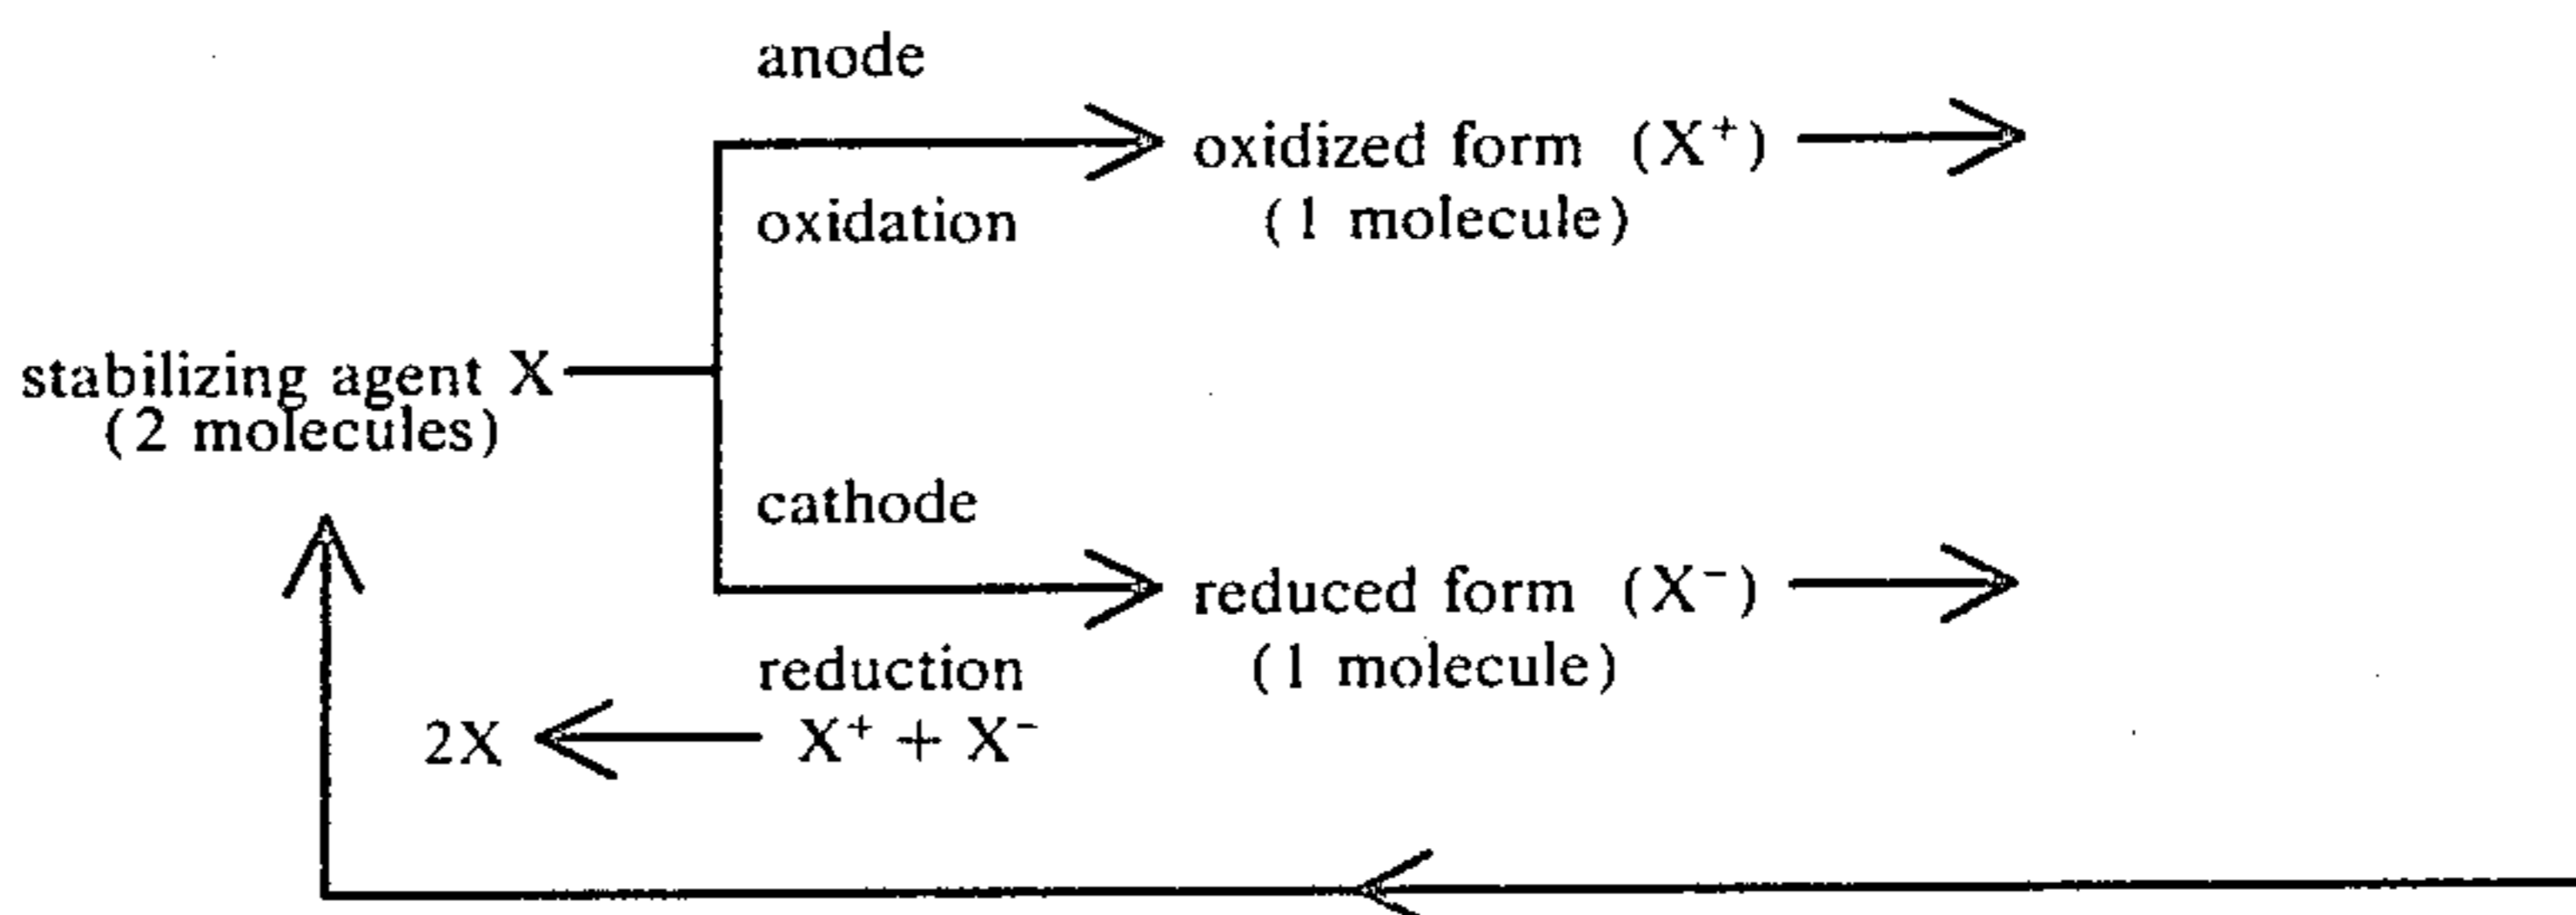 anode
oxidized form (X⁺)
(1 molecule)
oxidation
stabilizing agent X
(2 molecules)
cathode
reduced form (X⁻)
(1 molecule)
reduction
2X X⁺ + X⁻